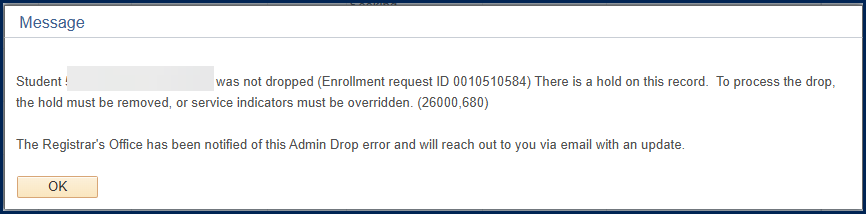 Message
Student was not dropped (Enrollment request ID 0010510584) There is a hold on this record. To process the drop,
the hold must be removed, or service indicators must be overridden. (26000,680)
The Registrar's Office has been notified of this Admin Drop error and will reach out to you via email with an update.
OK